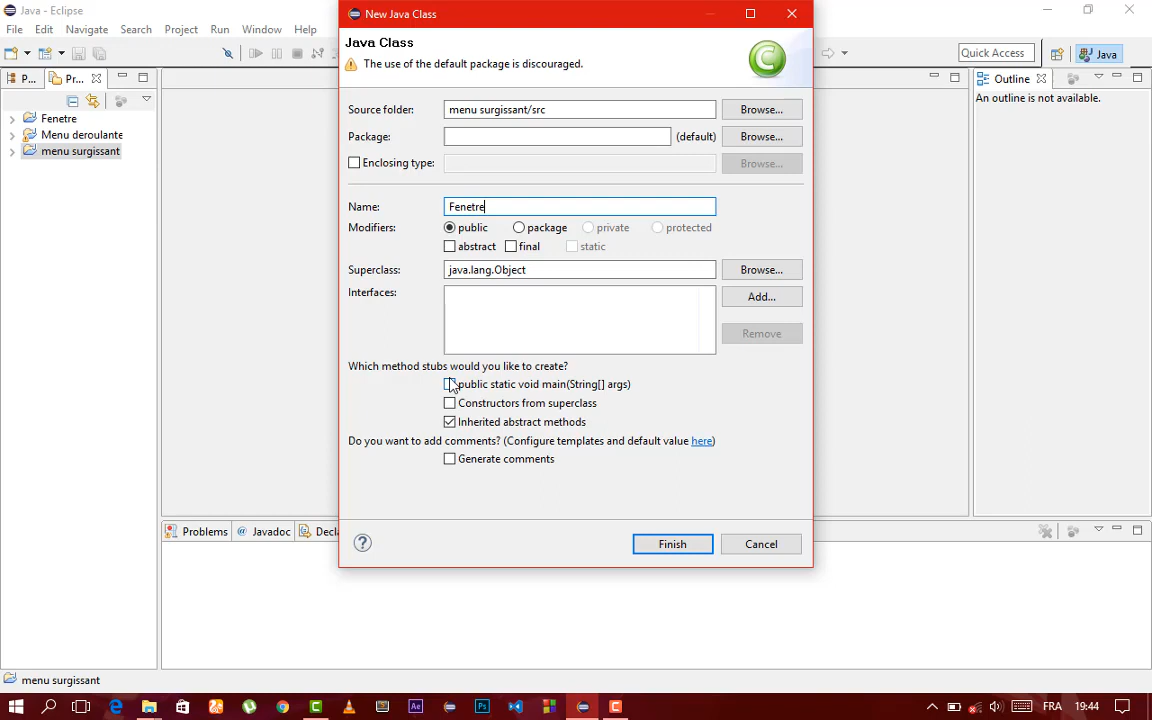 Java - Eclipse
New Java Class
File Edit Navigate Search Project Run Window Help
Java Class
The use of the default package is discouraged.
Quick Access
Java
P...
Pr...
Outline
An outline is not available.
Fenetre
Menu deroulante
menu surgissant
Source folder: menu surgissant/src Browse...
Package: (default) Browse...
Enclosing type: Browse...
Name: Fenetre
Modifiers: public package private protected
abstract final static
Superclass: java.lang.Object Browse...
Interfaces: Add...
Remove
Which method stubs would you like to create?
public static void main(String[] args)
Constructors from superclass
Inherited abstract methods
Do you want to add comments? (Configure templates and default value here)
Generate comments
Problems @ Javadoc Decla
Finish Cancel
menu surgissant
FRA 19:44